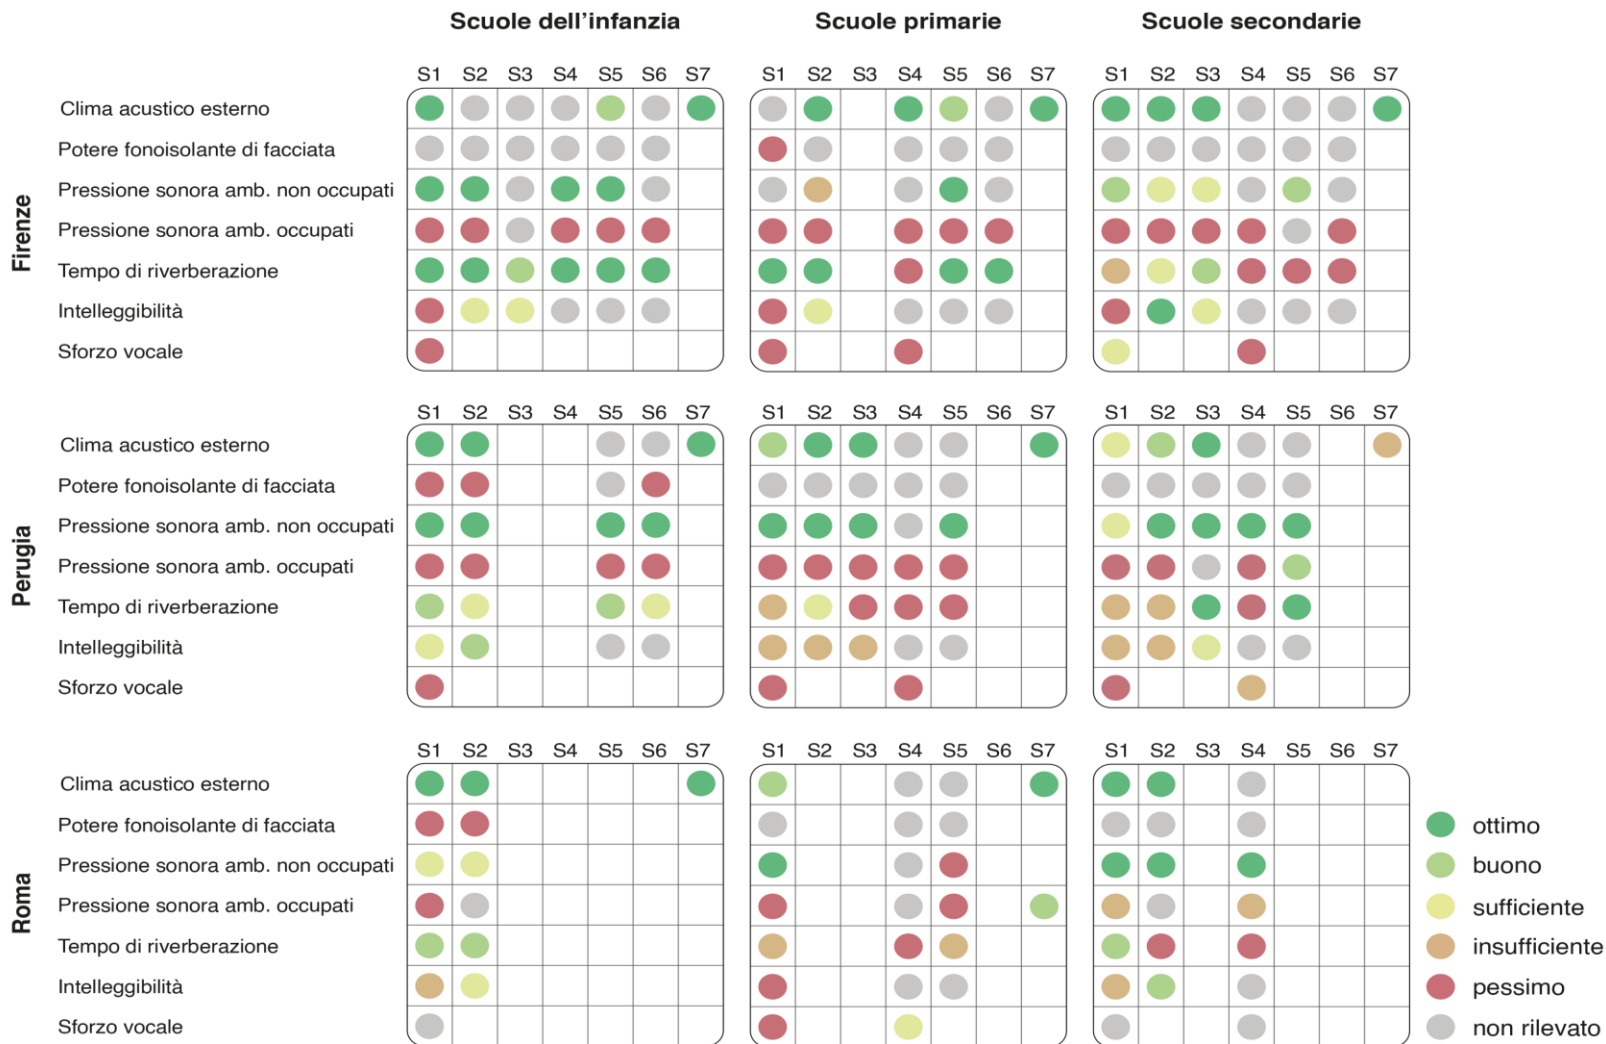 Scuole dell'infanzia Scuole primarie Scuole secondarie
S1 S2 S3 S4 S5 S6 S7 S1 S2 S3 S4 S5 S6 S7 S1 S2 S3 S4 S5 S6 S7
Firenze
Clima acustico esterno
Potere fonoisolante di facciata
Pressione sonora amb. non occupati
Pressione sonora amb. occupati
Tempo di riverberazione
Intelleggibilità
Sforzo vocale
S1 S2 S3 S4 S5 S6 S7 S1 S2 S3 S4 S5 S6 S7 S1 S2 S3 S4 S5 S6 S7
Perugia
Clima acustico esterno
Potere fonoisolante di facciata
Pressione sonora amb. non occupati
Pressione sonora amb. occupati
Tempo di riverberazione
Intelleggibilità
Sforzo vocale
S1 S2 S3 S4 S5 S6 S7 S1 S2 S3 S4 S5 S6 S7 S1 S2 S3 S4 S5 S6 S7
Roma
Clima acustico esterno
Potere fonoisolante di facciata
Pressione sonora amb. non occupati
Pressione sonora amb. occupati
Tempo di riverberazione
Intelleggibilità
Sforzo vocale
ottimo
buono
sufficiente
insufficiente
pessimo
non rilevato